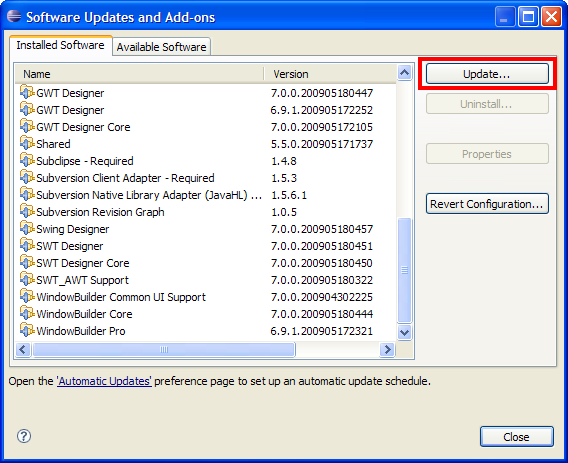 Software Updates and Add-ons
Installed Software Available Software
Name Version
GWT Designer 7.0.0.200905180447
GWT Designer 6.9.1.200905172252
GWT Designer Core 7.0.0.200905172105
Shared 5.5.0.200905171737
Subclipse - Required 1.4.8
Subversion Client Adapter - Required 1.5.3
Subversion Native Library Adapter (JavaHL) ... 1.5.6.1
Subversion Revision Graph 1.0.5
Swing Designer 7.0.0.200905180457
SWT Designer 7.0.0.200905180451
SWT Designer Core 7.0.0.200905180450
SWT_AWT Support 7.0.0.200905180322
WindowBuilder Common UI Support 7.0.0.200904302225
WindowBuilder Core 7.0.0.200905180444
WindowBuilder Pro 6.9.1.200905172321
Update...
Uninstall...
Properties
Revert Configuration...
Open the 'Automatic Updates' preference page to set up an automatic update schedule.
?
Close